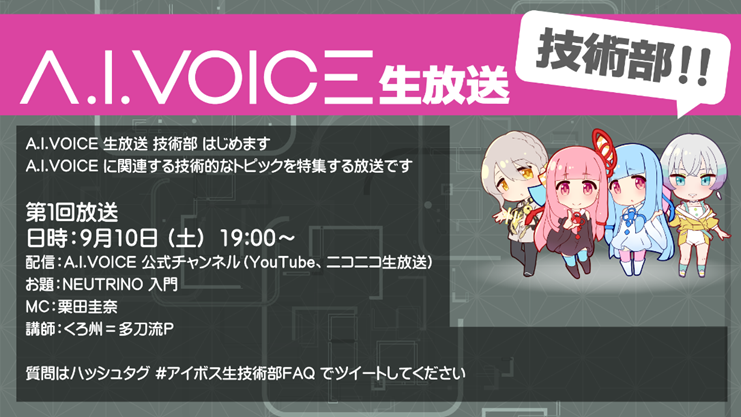 A.I.VOICE 生放送
技術部!!
A.I.VOICE 生放送 技術部 はじめます
A.I.VOICE に関連する技術的なトピックを特集する放送です
第1回放送
日時：9月10日（土） 19:00～
配信：A.I.VOICE 公式チャンネル（YouTube、ニコニコ生放送）
お題：NEUTRINO 入門
MC：栗田圭奈
講師：くろ州＝多刀流P
質問はハッシュタグ #アイボス生技術部FAQ でツイートしてください